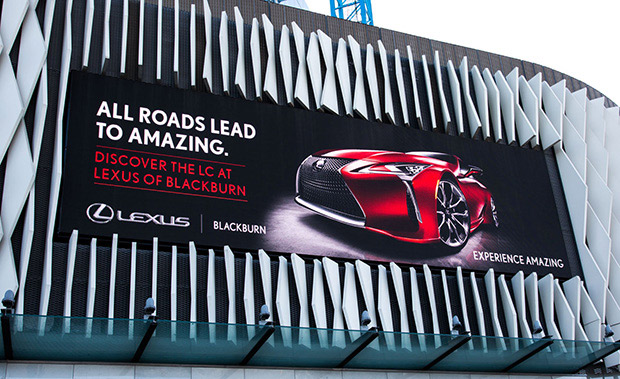 ALL ROADS LEAD
TO AMAZING.
DISCOVER THE LC AT
LEXUS OF BLACKBURN
LEXUS | BLACKBURN
EXPERIENCE AMAZING